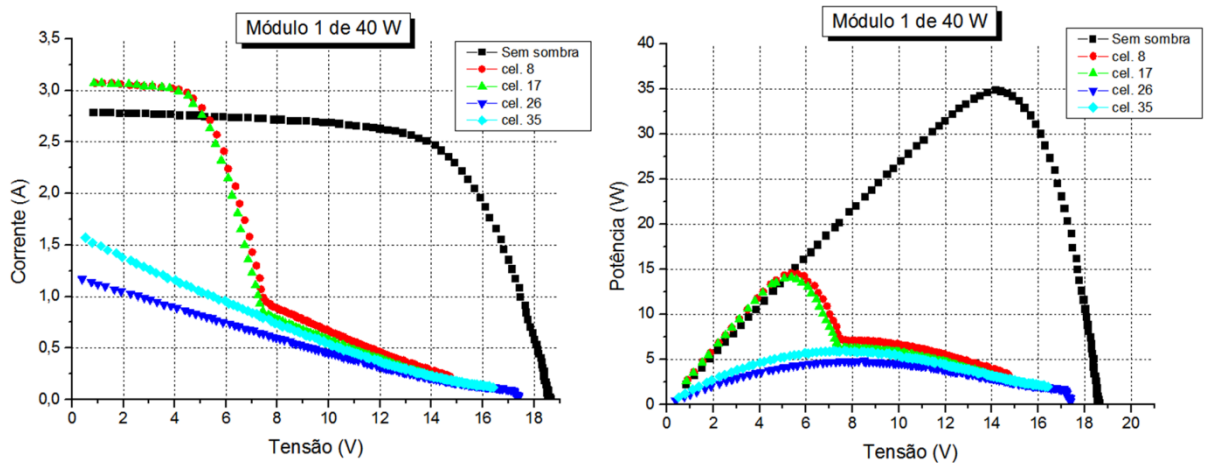 Módulo 1 de 40 W
3,5
3,0
2,5
2,0
1,5
1,0
0,5
0,0
Corrente (A)
Sem sombra
cel. 8
cel. 17
cel. 26
cel. 35
0 2 4 6 8 10 12 14 16 18
Tensão (V)
Módulo 1 de 40 W
40
35
30
25
20
15
10
5
0
Potência (W)
Sem sombra
cel. 8
cel. 17
cel. 26
cel. 35
0 2 4 6 8 10 12 14 16 18 20
Tensão (V)